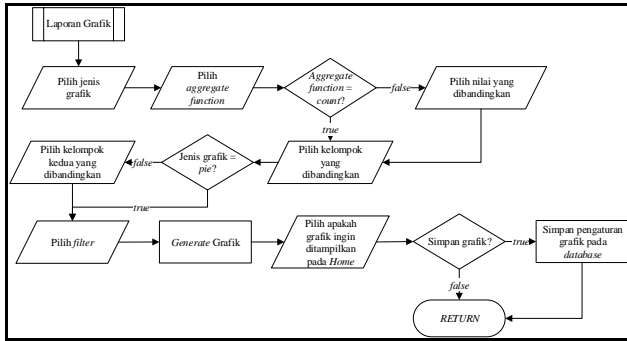 Laporan Grafik
Pilih jenis
grafik
Pilih
aggregate
function
Aggregate
function =
count?
false
Pilih nilai yang
dibandingkan
true
Pilih kelompok
kedua yang
dibandingkan
false
Jenis grafik =
pie?
Pilih kelompok
yang
dibandingkan
true
Pilih filter
Generate Grafik
Pilih apakah
grafik ingin
ditampilkan
pada Home
Simpan grafik?
true
Simpan pengaturan
grafik pada
database
false
RETURN